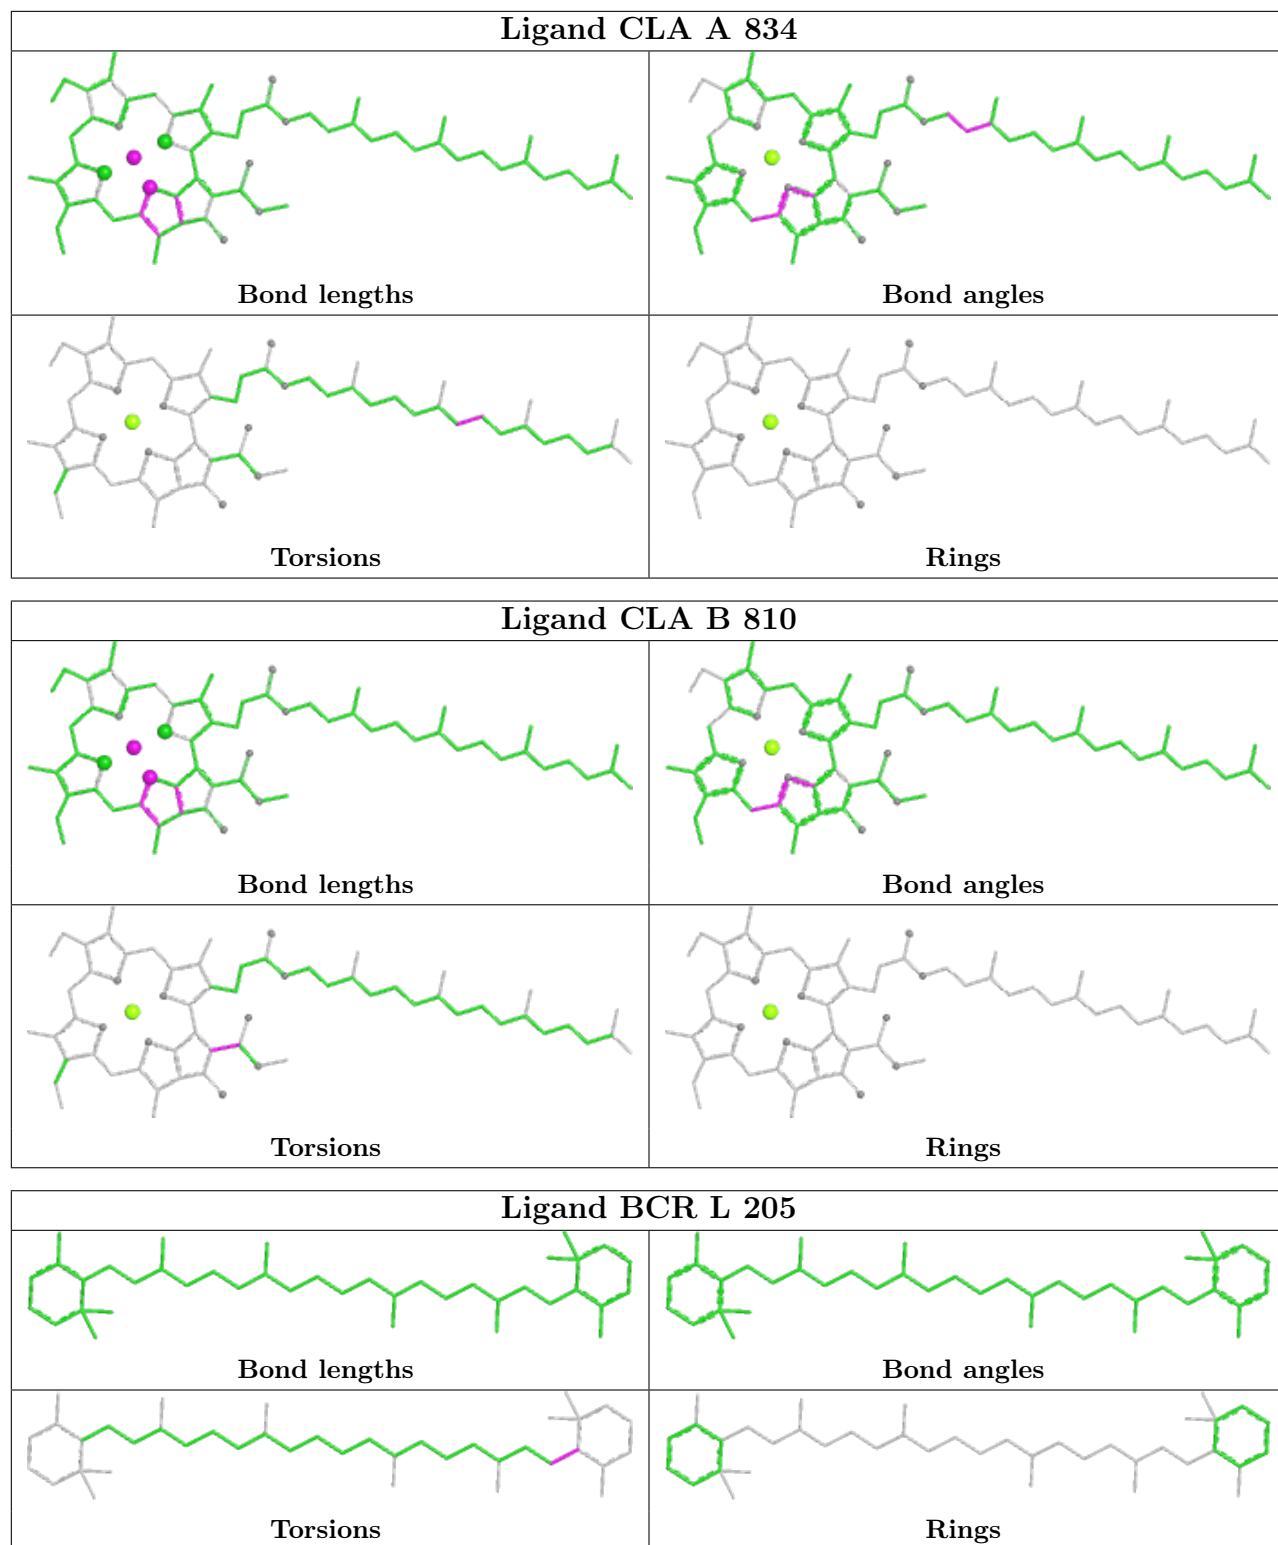 Ligand CLA A 834
Bond lengths
Bond angles
Torsions
Rings
Ligand CLA B 810
Bond lengths
Bond angles
Torsions
Rings
Ligand BCR L 205
Bond lengths
Bond angles
Torsions
Rings